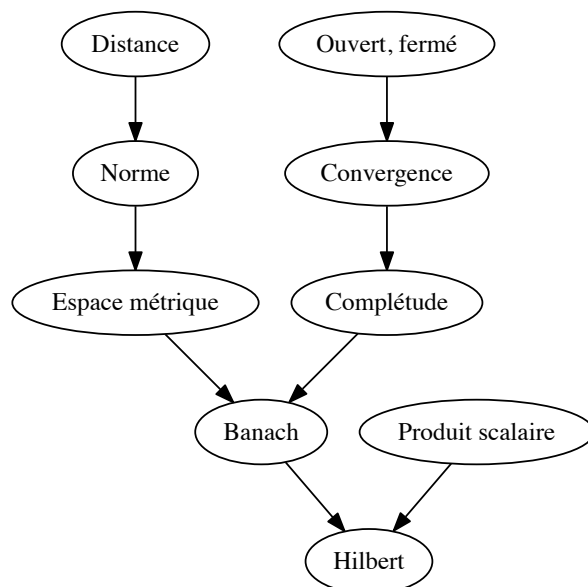 Distance
Ouvert, fermé
Norme
Convergence
Espace métrique
Complétude
Banach
Produit scalaire
Hilbert